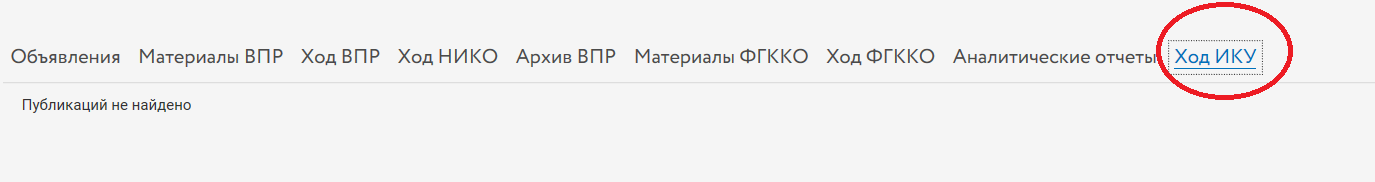 Объявления Материалы ВПР Ход ВПР Ход НИКО Архив ВПР Материалы ФГККО Ход ФГККО Аналитические отчеты Ход ИКУ
Публикаций не найдено